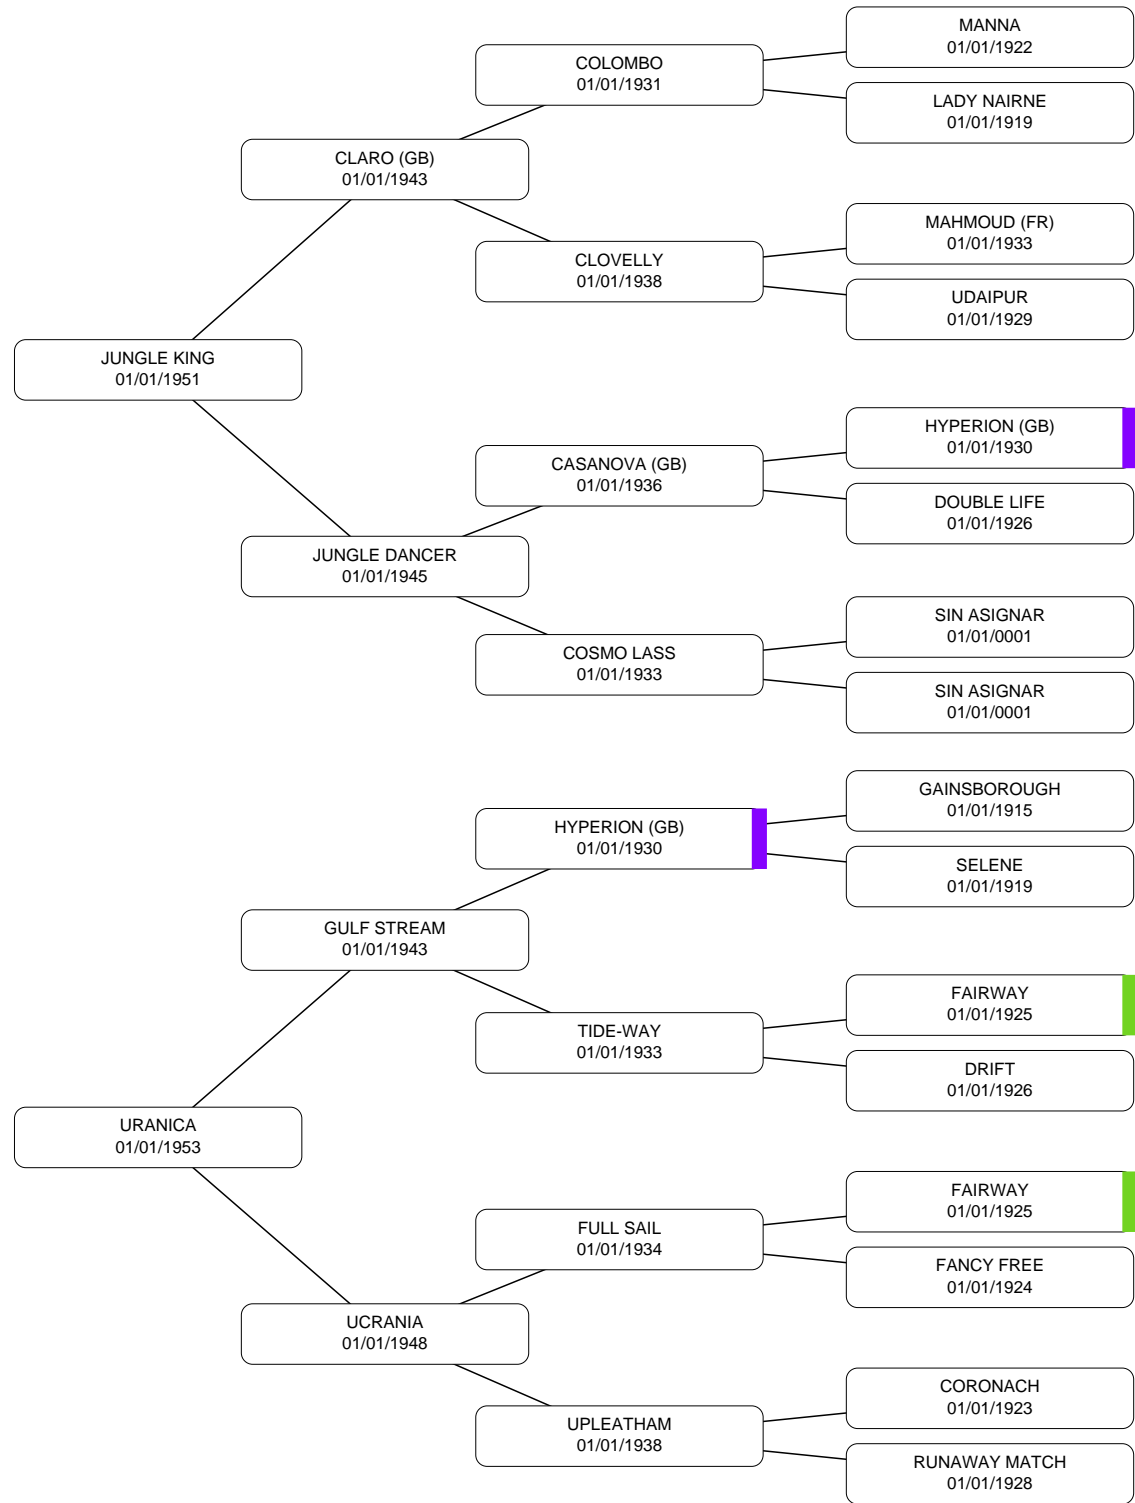 MANNA
01/01/1922
COLOMBO
01/01/1931
LADY NAIRNE
01/01/1919
CLARO (GB)
01/01/1943
MAHMOUD (FR)
01/01/1933
CLOVELLY
01/01/1938
UDAIPUR
01/01/1929
JUNGLE KING
01/01/1951
HYPERION (GB)
01/01/1930
CASANOVA (GB)
01/01/1936
DOUBLE LIFE
01/01/1926
JUNGLE DANCER
01/01/1945
SIN ASIGNAR
01/01/0001
COSMO LASS
01/01/1933
SIN ASIGNAR
01/01/0001
GAINSBOROUGH
01/01/1915
HYPERION (GB)
01/01/1930
SELENE
01/01/1919
GULF STREAM
01/01/1943
FAIRWAY
01/01/1925
TIDE-WAY
01/01/1933
DRIFT
01/01/1926
URANICA
01/01/1953
FAIRWAY
01/01/1925
FULL SAIL
01/01/1934
FANCY FREE
01/01/1924
UCRANIA
01/01/1948
CORONACH
01/01/1923
UPLEATHAM
01/01/1938
RUNAWAY MATCH
01/01/1928